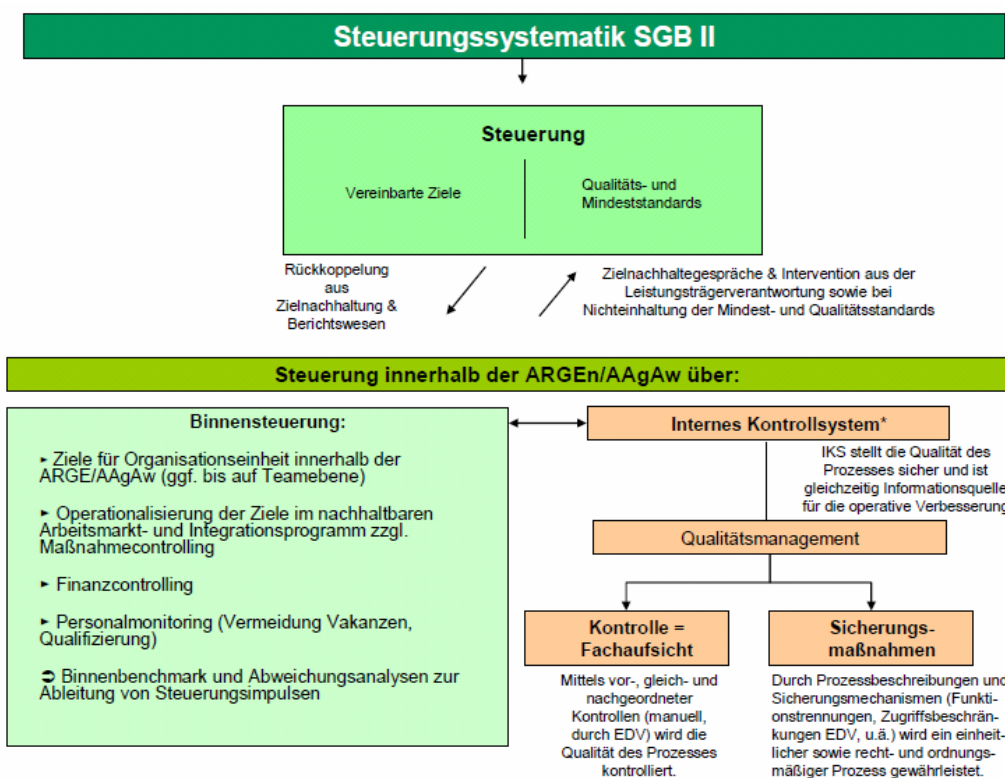 Steuerungssystematik SGB II
Steuerung
Vereinbarte Ziele
Qualitäts- und
Mindeststandards
Rückkoppelung
aus
Zielnachhaltung &
Berichtswesen
Zielnachhaltegespräche & Intervention aus der
Leistungsträgerverantwortung sowie bei
Nichteinhaltung der Mindest- und Qualitätsstandards
Steuerung innerhalb der ARGEn/AAgAw über:
Binnensteuerung:
► Ziele für Organisationseinheit innerhalb der
ARGE/AAgAw (ggf. bis auf Teamebene)
► Operationalisierung der Ziele im nachhaltbaren
Arbeitsmarkt- und Integrationsprogramm zzgl.
Maßnahmecontrolling
► Finanzcontrolling
► Personalmonitoring (Vermeidung Vakanzen,
Qualifizierung)
➲ Binnenbenchmark und Abweichungsanalysen zur
Ableitung von Steuerungsimpulsen
Internes Kontrollsystem*
IKS stellt die Qualität des
Prozesses sicher und ist
gleichzeitig Informationsquelle
für die operative Verbesserung
Qualitätsmanagement
Kontrolle =
Fachaufsicht
Mittels vor-, gleich- und
nachgeordneter
Kontrollen (manuell,
durch EDV) wird die
Qualität des Prozesses
kontrolliert.
Sicherungs-
maßnahmen
Durch Prozessbeschreibungen und
Sicherungsmechanismen (Funkti-
onstrennungen, Zugriffsbeschrän-
kungen EDV, u.ä.) wird ein einheit-
licher sowie recht- und ordnungs-
mäßiger Prozess gewährleistet.